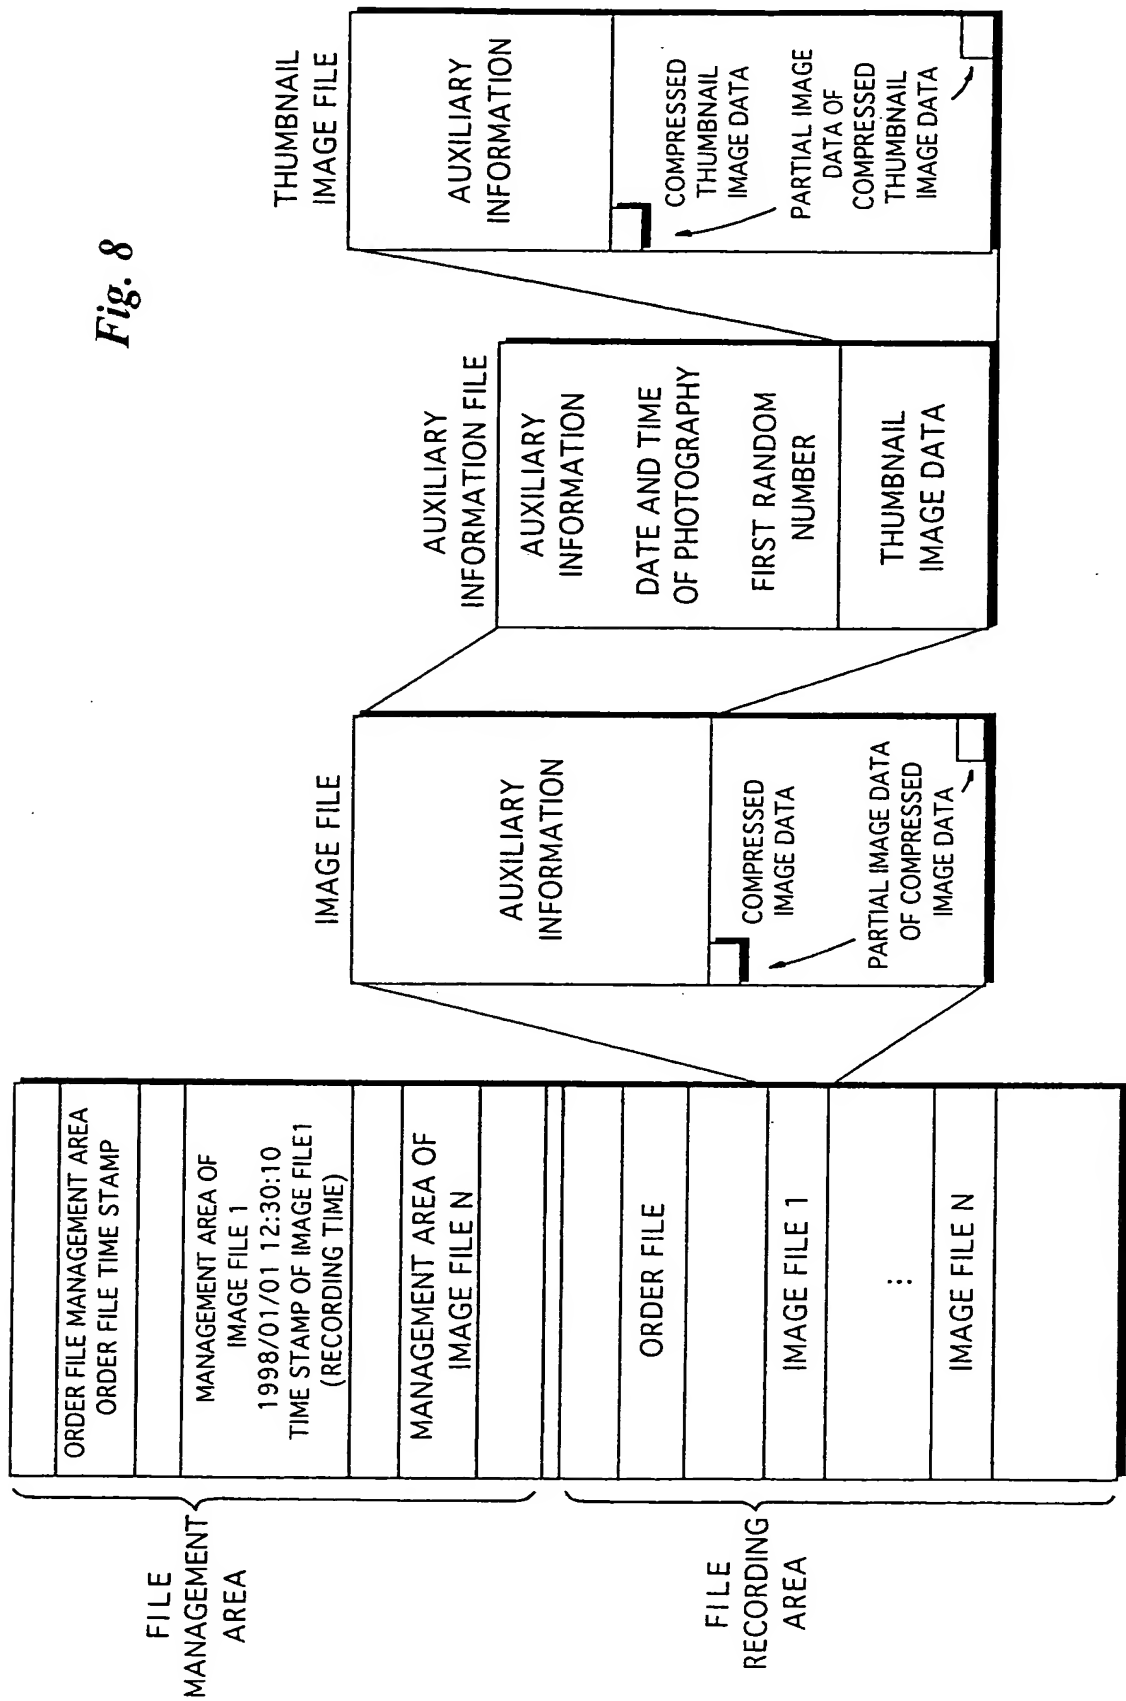 Fig. 8
FILE
MANAGEMENT
AREA
ORDER FILE MANAGEMENT AREA
ORDER FILE TIME STAMP
MANAGEMENT AREA OF
IMAGE FILE 1
1998/01/01 12:30:10
TIME STAMP OF IMAGE FILE1
(RECORDING TIME)
MANAGEMENT AREA OF
IMAGE FILE N
FILE
RECORDING
AREA
ORDER FILE
IMAGE FILE 1
⋮
IMAGE FILE N
IMAGE FILE
AUXILIARY
INFORMATION
COMPRESSED
IMAGE DATA
PARTIAL IMAGE DATA
OF COMPRESSED
IMAGE DATA
AUXILIARY
INFORMATION FILE
AUXILIARY
INFORMATION
DATE AND TIME
OF PHOTOGRAPHY
FIRST RANDOM
NUMBER
THUMBNAIL
IMAGE DATA
THUMBNAIL
IMAGE FILE
AUXILIARY
INFORMATION
COMPRESSED
THUMBNAIL
IMAGE DATA
PARTIAL IMAGE
DATA OF
COMPRESSED
THUMBNAIL
IMAGE DATA